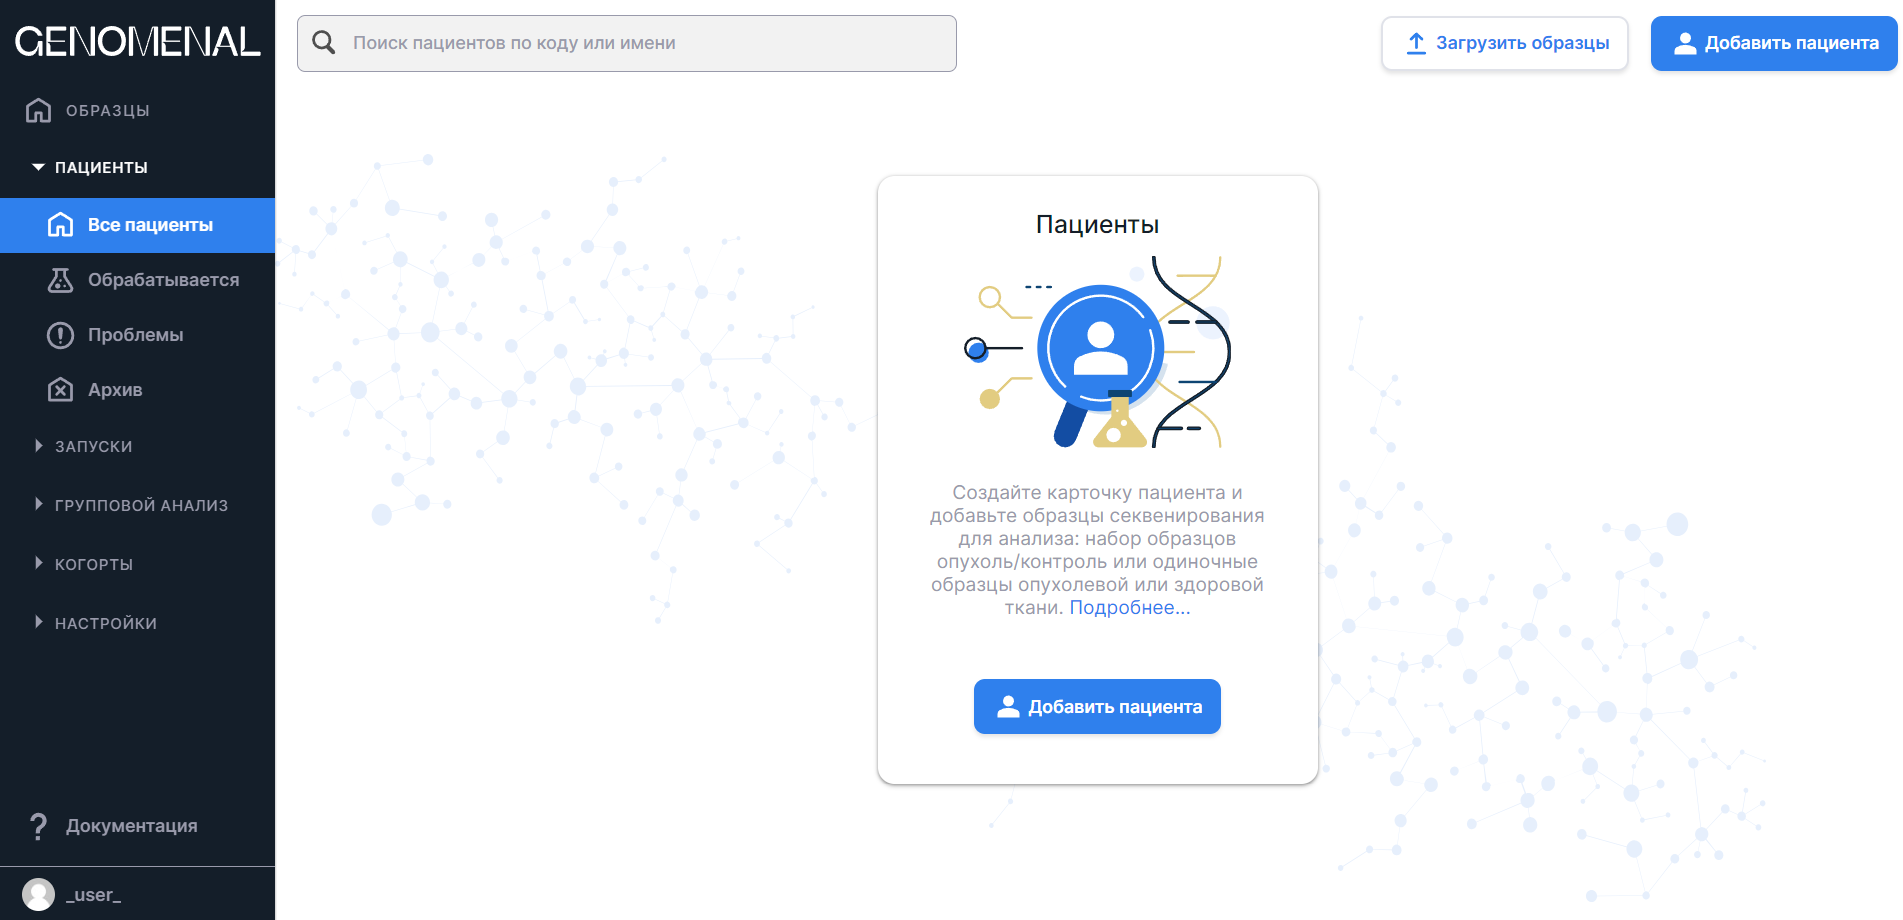 GENOMENAL
Поиск пациентов по коду или имени
Загрузить образцы
Добавить пациента
ОБРАЗЦЫ
ПАЦИЕНТЫ
Все пациенты
Обрабатывается
Проблемы
Архив
ЗАПУСКИ
ГРУППОВОЙ АНАЛИЗ
КОГОРТЫ
НАСТРОЙКИ
Документация
_user_
Пациенты
Создайте карточку пациента и
добавьте образцы секвенирования
для анализа: набор образцов
опухоль/контроль или одиночные
образцы опухолевой или здоровой
ткани. Подробнее...
Добавить пациента